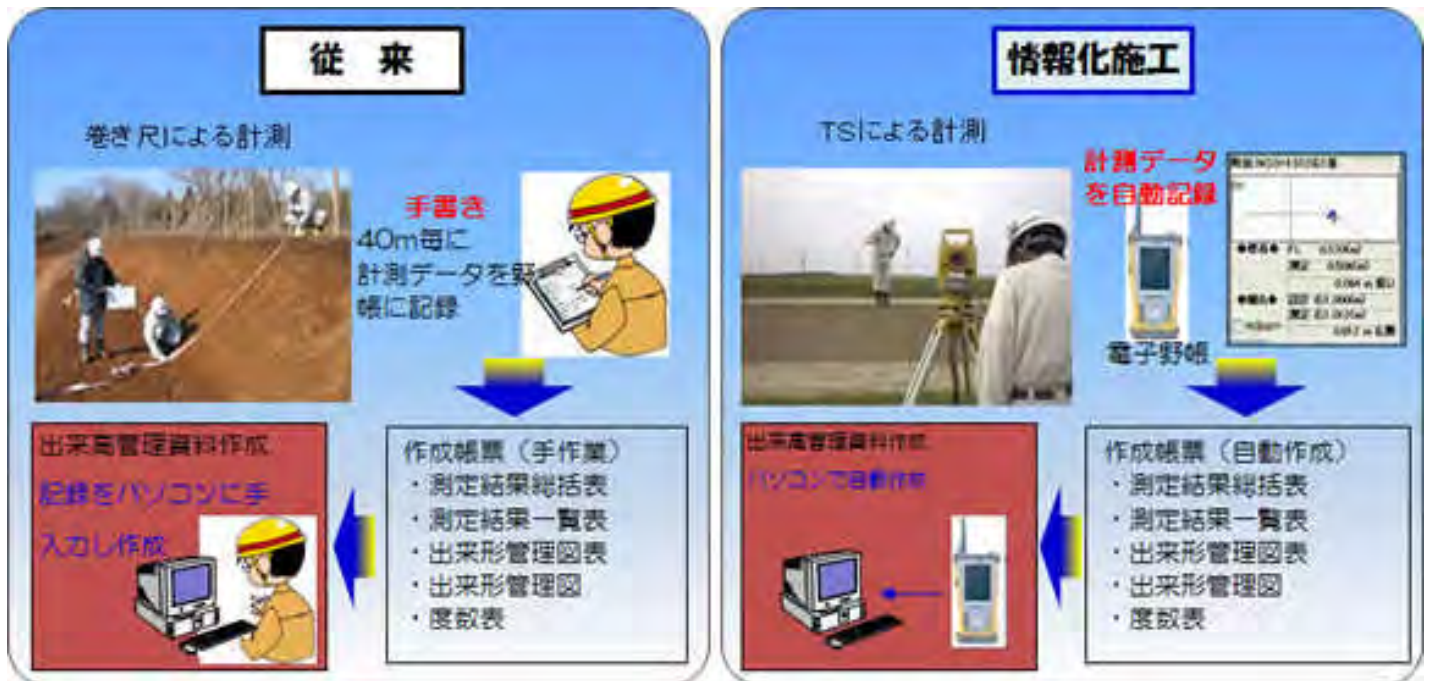 従 来
巻き尺による計測
手書き
40m毎に
計測データを野
帳に記録
出来高管理資料作成
記録をパソコンに手
入力し作成
作成帳票（手作業）
・測定結果総括表
・測定結果一覧表
・出来形管理図表
・出来形管理図
・度数表
情報化施工
TSによる計測
計測データ
を自動記録
電子野帳
出来高管理資料作成
パソコンで自動作成
作成帳票（自動作成）
・測定結果総括表
・測定結果一覧表
・出来形管理図表
・出来形管理図
・度数表